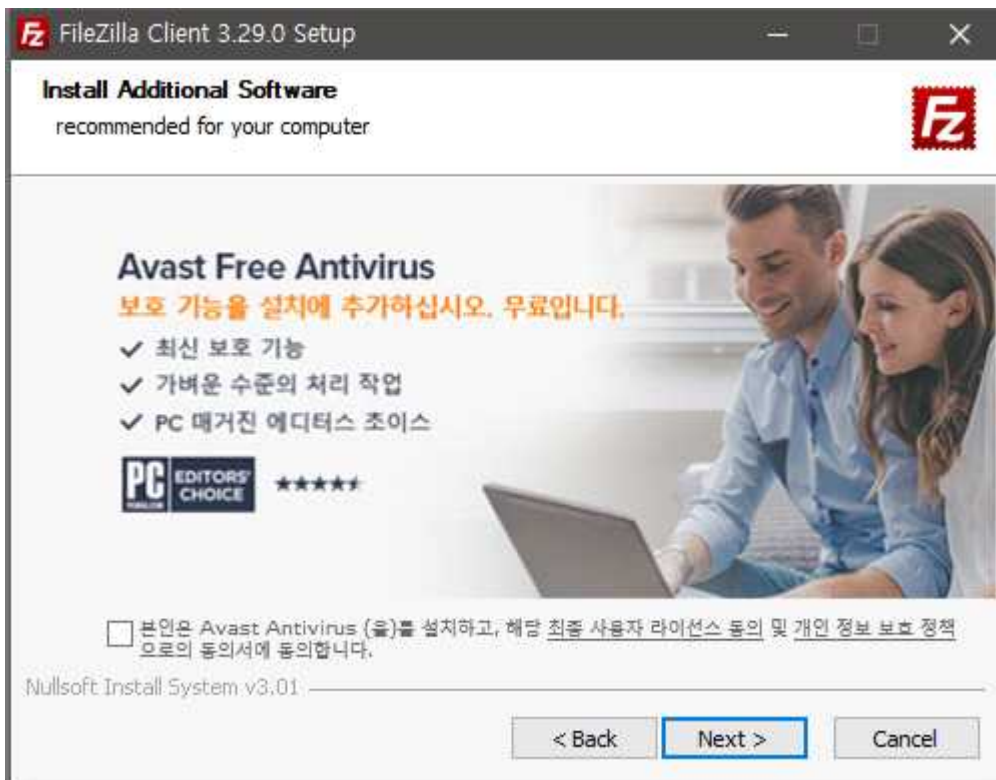 Fz FileZilla Client 3.29.0 Setup
Install Additional Software
recommended for your computer
Fz
Avast Free Antivirus
보호 기능을 설치에 추가하십시오. 무료입니다.
최신 보호 기능
가벼운 수준의 처리 작업
PC 매거진 에디터스 초이스
PC EDITORS'
CHOICE
본인은 Avast Antivirus (을)를 설치하고, 해당 최종 사용자 라이선스 동의 및 개인 정보 보호 정책
으로의 동의서에 동의합니다.
Nullsoft Install System v3.01
< Back Next > Cancel